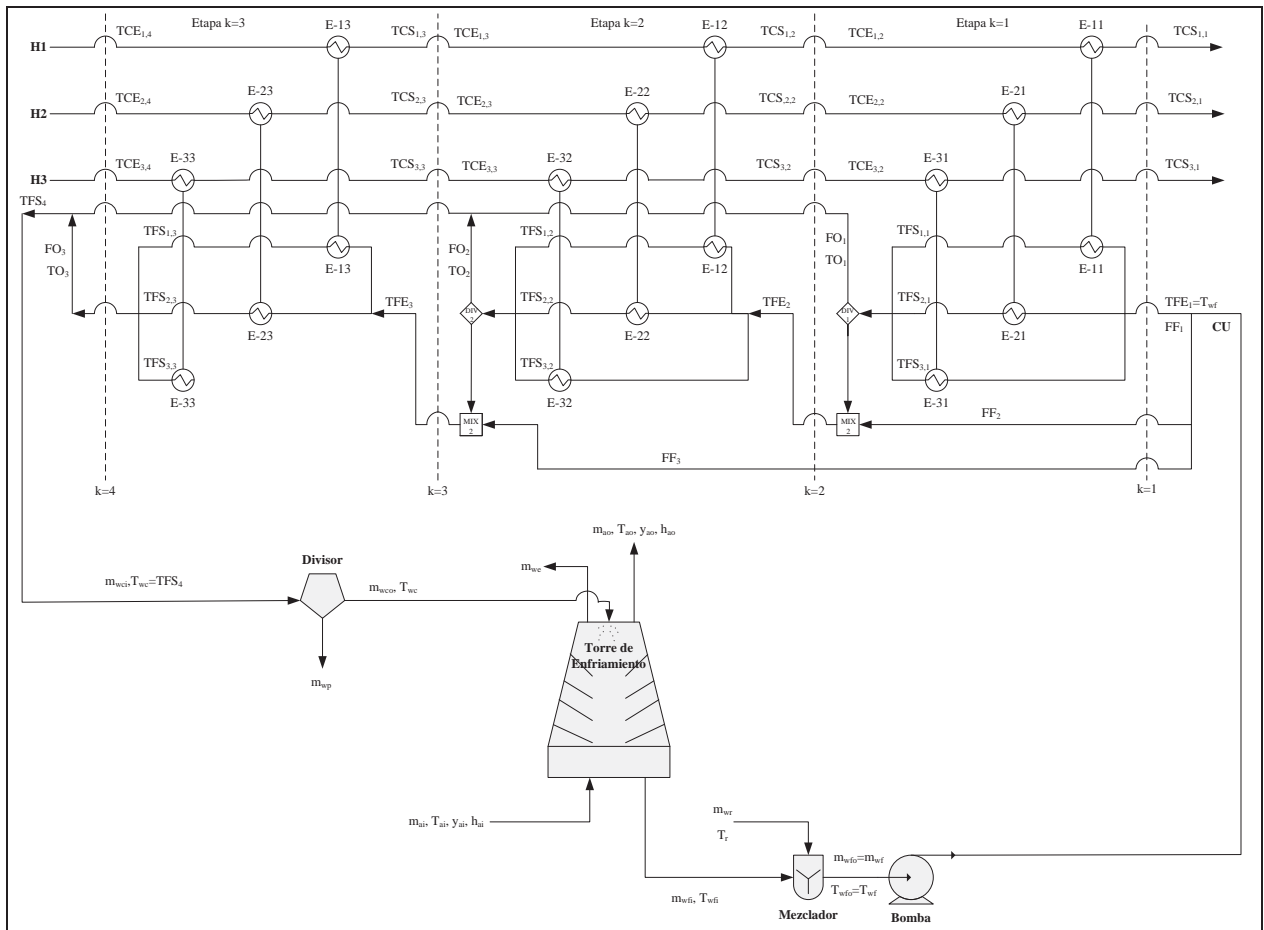 Etapa k=3
E-13
Etapa k=2
E-12
Etapa k=1
E-11
H1
TCE1,4
TCS1,3
TCE1,3
TCS1,2
TCE1,2
TCS1,1
E-23
E-22
E-21
H2
TCE2,4
TCS2,3
TCE2,3
TCS,2,2
TCE2,2
TCS2,1
E-33
E-32
E-31
H3
TCE3,4
TCS3,3
TCE3,3
TCS3,2
TCE3,2
TCS3,1
TFS4
FO3
TO3
TFS1,3
E-13
FO2
TO2
TFS1,2
E-12
FO1
TO1
TFS1,1
E-11
TFS2,3
E-23
TFE3
DIV 2
TFS2,2
E-22
TFE2
DIV 1
TFS2,1
E-21
TFE1=Twf
FF1
CU
TFS3,3
E-33
TFS3,2
E-32
TFS3,1
E-31
MIX 2
MIX 2
FF2
FF3
k=4
k=3
k=2
k=1
mao, Tao, yao, hao
Divisor
mwe
mwci,Twc=TFS4
mwco, Twc
mwp
Torre de
Enfriamiento
mai, Tai, yai, hai
mwr
Tr
mwfi, Twfi
mwfo=mwf
Twfo=Twf
Mezclador
Bomba